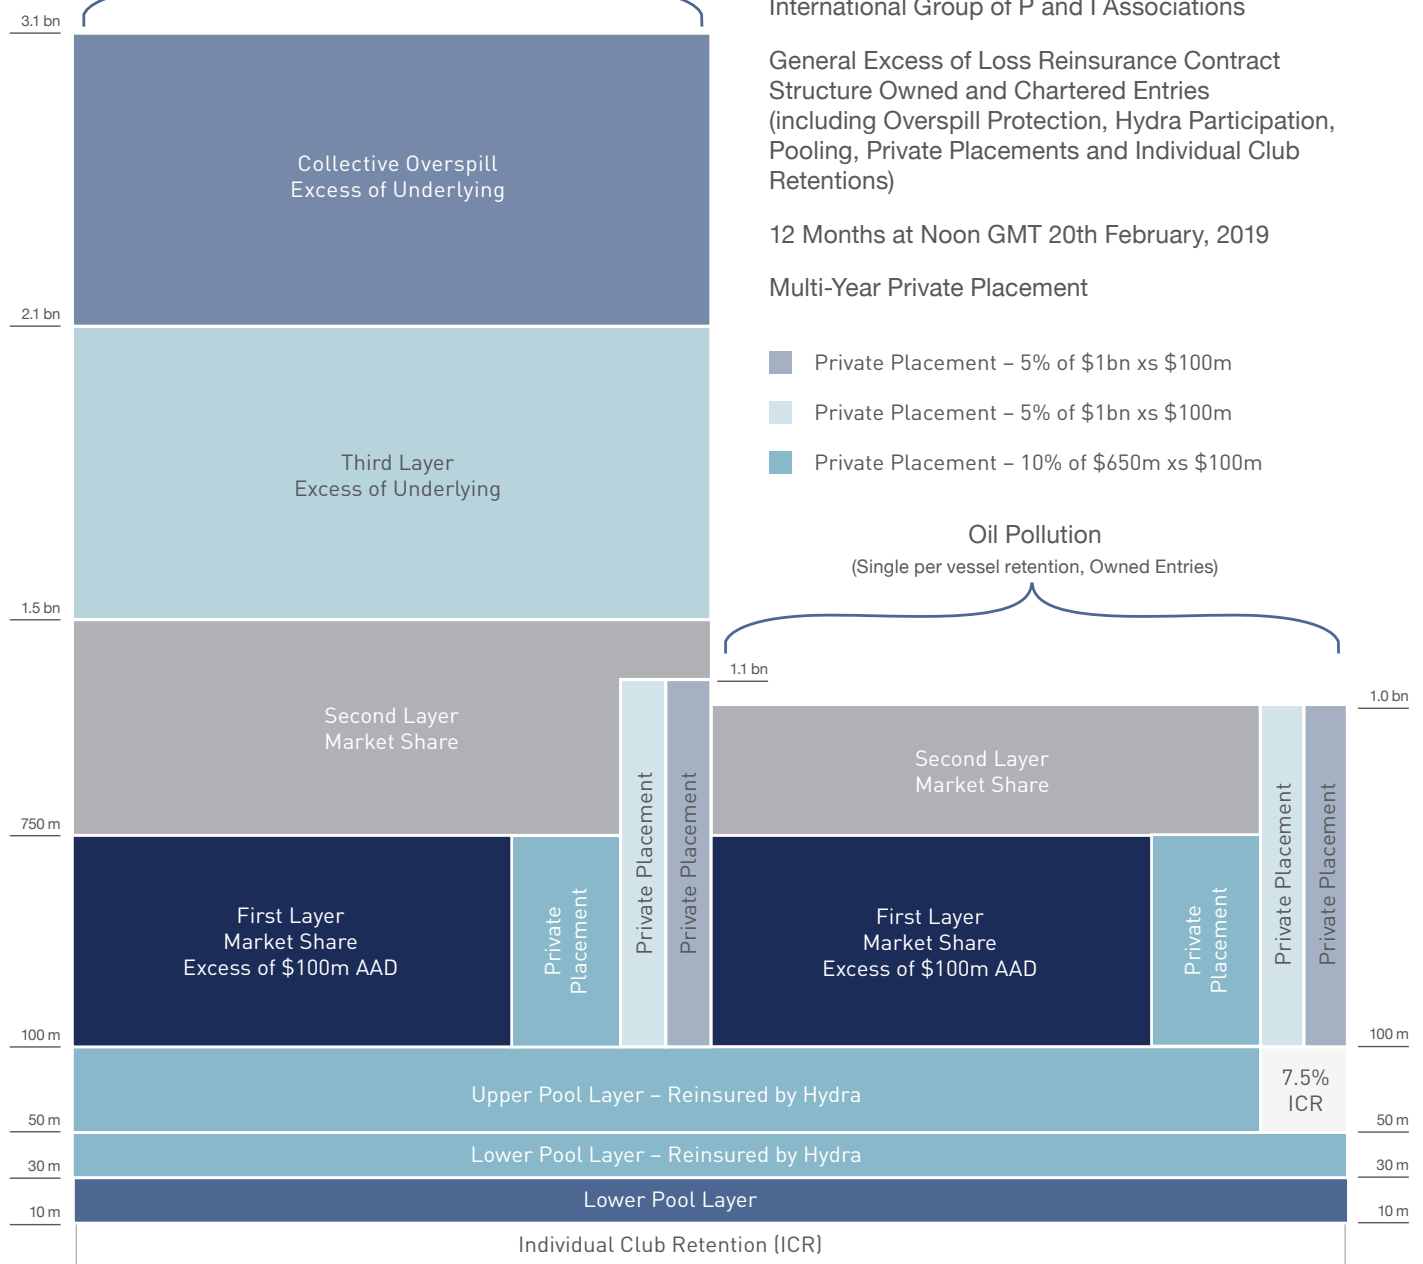 International Group of P and I Associations
General Excess of Loss Reinsurance Contract
Structure Owned and Chartered Entries
(including Overspill Protection, Hydra Participation,
Pooling, Private Placements and Individual Club
Retentions)
12 Months at Noon GMT 20th February, 2019
Multi-Year Private Placement
Private Placement – 5% of $1bn xs $100m
Private Placement – 5% of $1bn xs $100m
Private Placement – 10% of $650m xs $100m
3.1 bn
Collective Overspill
Excess of Underlying
2.1 bn
Third Layer
Excess of Underlying
1.5 bn
Second Layer
Market Share
750 m
First Layer
Market Share
Excess of $100m AAD
Private
Placement
Private Placement
Private Placement
100 m
Oil Pollution
(Single per vessel retention, Owned Entries)
1.1 bn
1.0 bn
Second Layer
Market Share
First Layer
Market Share
Excess of $100m AAD
Private
Placement
Private Placement
Private Placement
100 m
Upper Pool Layer – Reinsured by Hydra
7.5%
ICR
50 m
50 m
Lower Pool Layer – Reinsured by Hydra
30 m
30 m
Lower Pool Layer
10 m
10 m
Individual Club Retention (ICR)